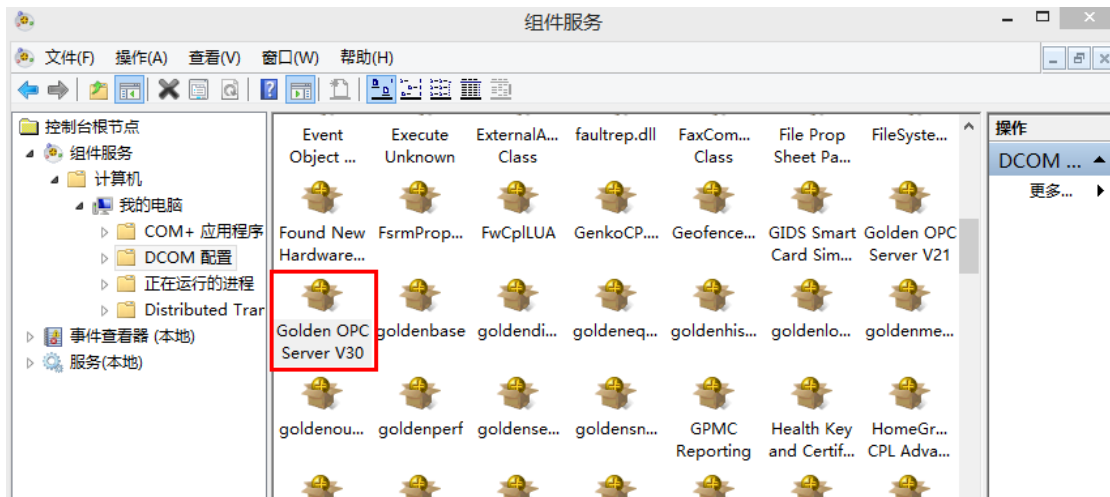 组件服务
文件(F) 操作(A) 查看(V) 窗口(W) 帮助(H)
控制台根节点
组件服务
计算机
我的电脑
COM+ 应用程序
DCOM 配置
正在运行的进程
Distributed Trar
事件查看器 (本地)
服务(本地)
Event Object ...
Execute Unknown
ExternalA... Class
faultrep.dll
FaxCom... Class
File Prop Sheet Pa...
FileSyste...
Found New Hardware...
FsrmProp...
FwCplLUA
GenkoCP....
Geofence...
GIDS Smart Card Sim...
Golden OPC Server V21
Golden OPC Server V30
goldenbase
goldendi...
goldeneq...
goldenhis...
goldenlo...
goldenme...
goldenou...
goldenperf
goldense...
goldensn...
GPMC Reporting
Health Key and Certif...
HomeGr... CPL Adva...
操作
DCOM ...
更多...